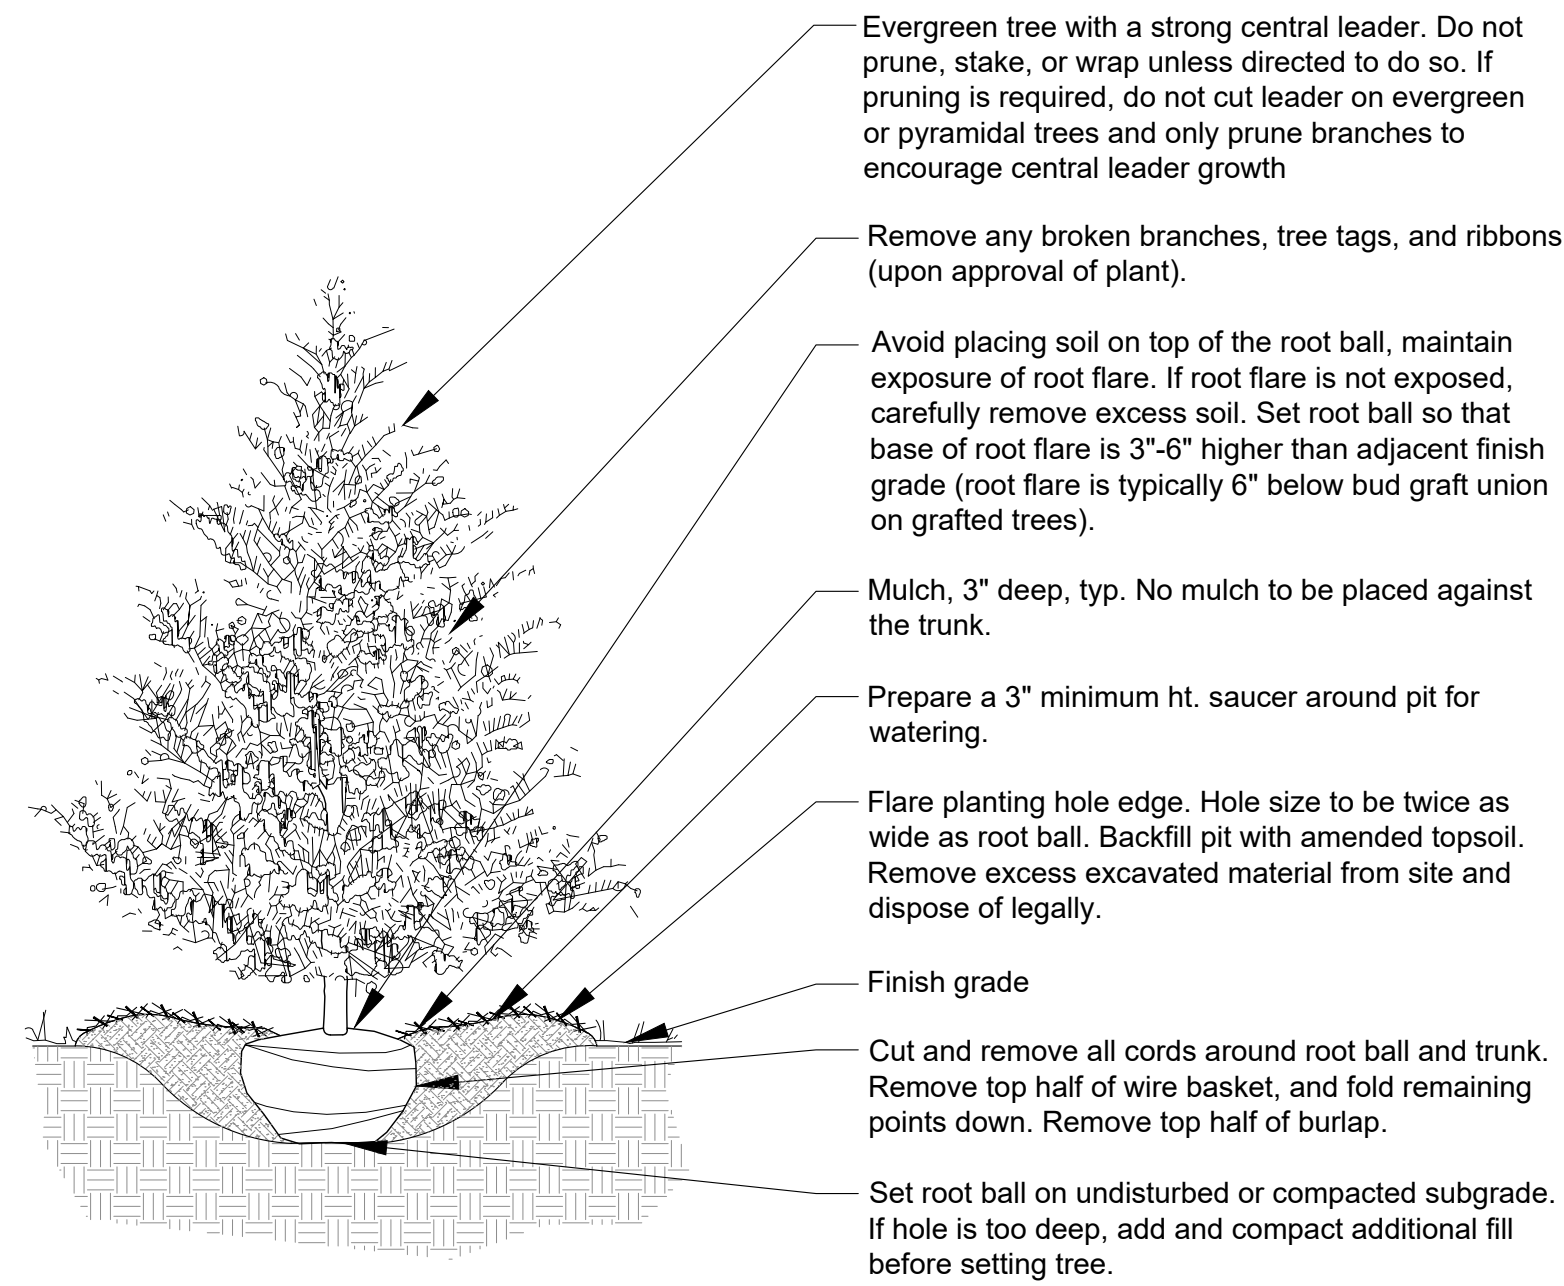 Evergreen tree with a strong central leader. Do not
prune, stake, or wrap unless directed to do so. If
pruning is required, do not cut leader on evergreen
or pyramidal trees and only prune branches to
encourage central leader growth
Remove any broken branches, tree tags, and ribbons
(upon approval of plant).
Avoid placing soil on top of the root ball, maintain
exposure of root flare. If root flare is not exposed,
carefully remove excess soil. Set root ball so that
base of root flare is 3"-6" higher than adjacent finish
grade (root flare is typically 6" below bud graft union
on grafted trees).
Mulch, 3" deep, typ. No mulch to be placed against
the trunk.
Prepare a 3" minimum ht. saucer around pit for
watering.
Flare planting hole edge. Hole size to be twice as
wide as root ball. Backfill pit with amended topsoil.
Remove excess excavated material from site and
dispose of legally.
Finish grade
Cut and remove all cords around root ball and trunk.
Remove top half of wire basket, and fold remaining
points down. Remove top half of burlap.
Set root ball on undisturbed or compacted subgrade.
If hole is too deep, add and compact additional fill
before setting tree.